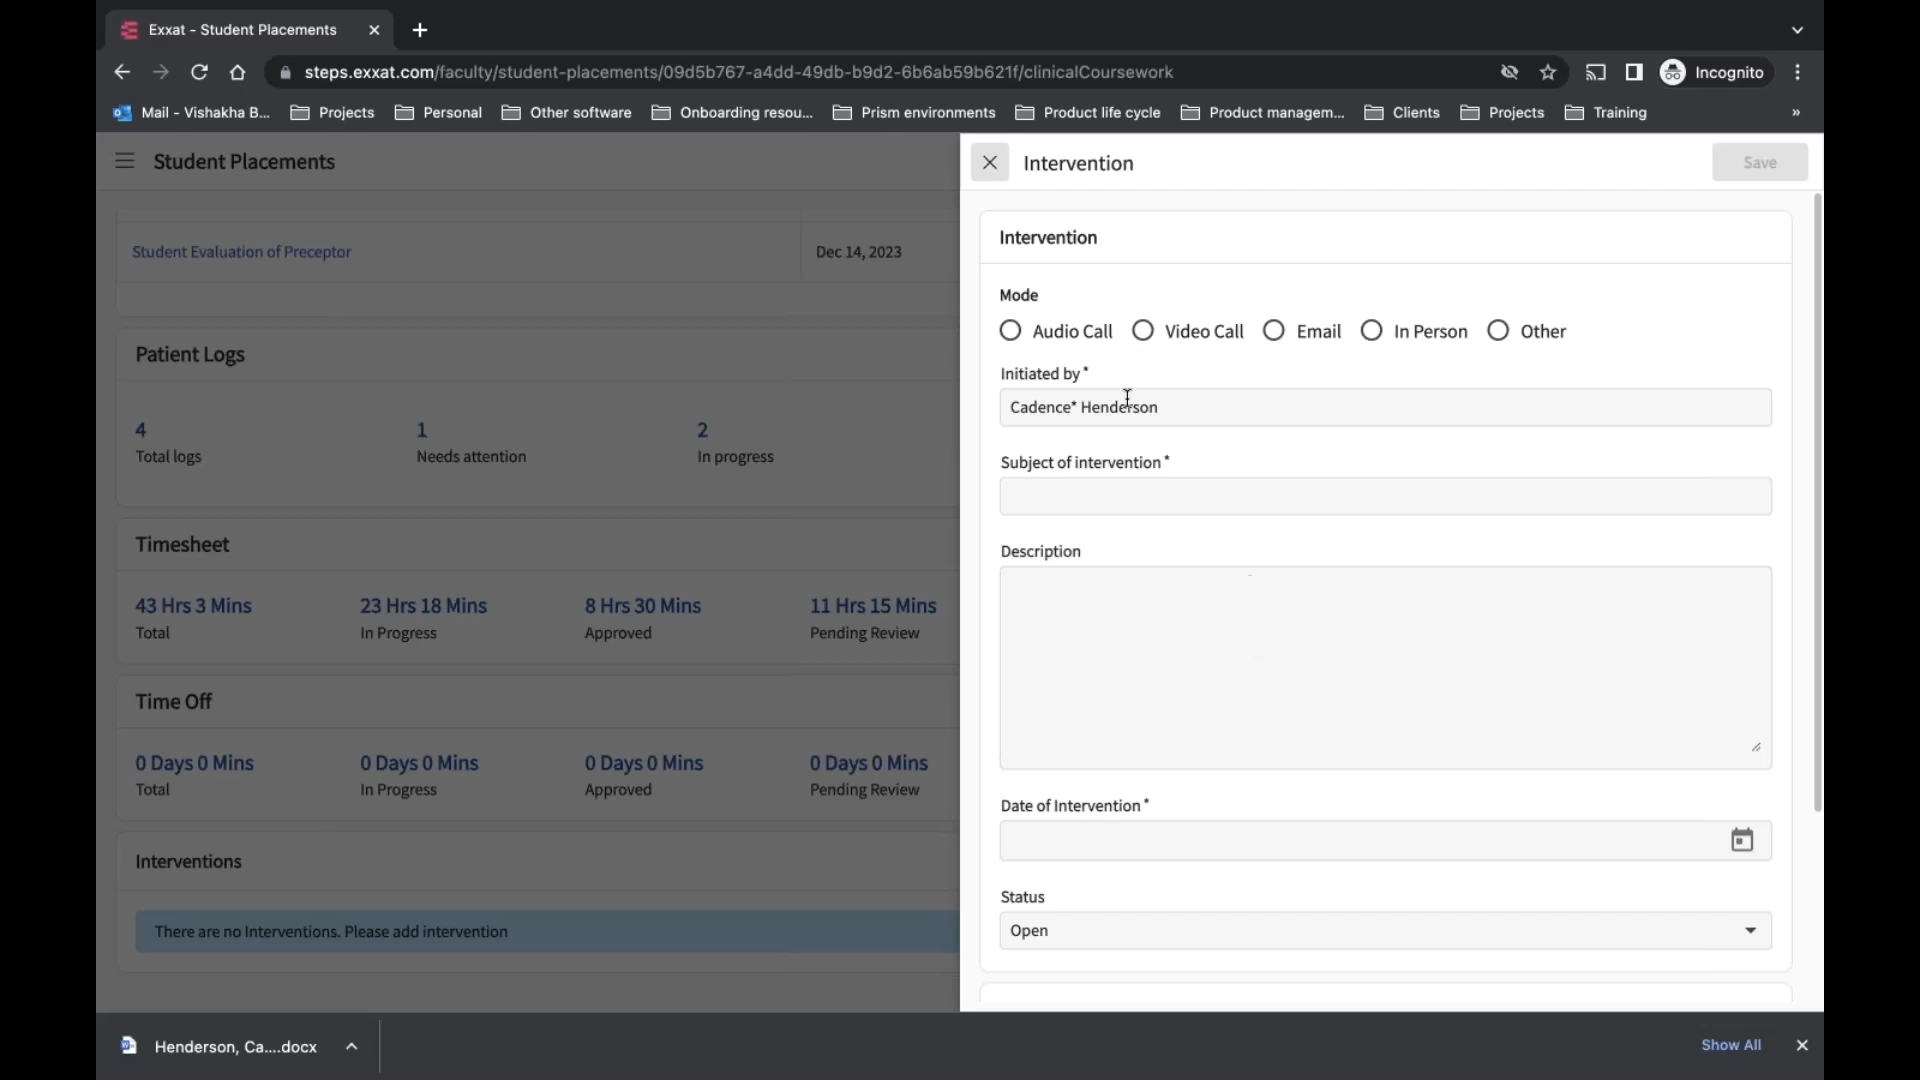 Exxat - Student Placements
steps.exxat.com/faculty/student-placements/09d5b767-a4dd-49db-b9d2-6b6ab59b621f/clinicalCoursework
Incognito
Mail - Vishakha B... Projects Personal Other software Onboarding resou... Prism environments Product life cycle Product managem... Clients Projects Training »
Student Placements
Student Evaluation of Preceptor Dec 14, 2023
Patient Logs
4 1 2
Total logs Needs attention In progress
Timesheet
43 Hrs 3 Mins 23 Hrs 18 Mins 8 Hrs 30 Mins 11 Hrs 15 Mins
Total In Progress Approved Pending Review
Time Off
0 Days 0 Mins 0 Days 0 Mins 0 Days 0 Mins 0 Days 0 Mins
Total In Progress Approved Pending Review
Interventions
There are no Interventions. Please add intervention
Intervention Save
Intervention
Mode
Audio Call Video Call Email In Person Other
Initiated by *
Cadence* Henderson
Subject of intervention *
Description
Date of Intervention *
Status
Open
Henderson, Ca....docx Show All